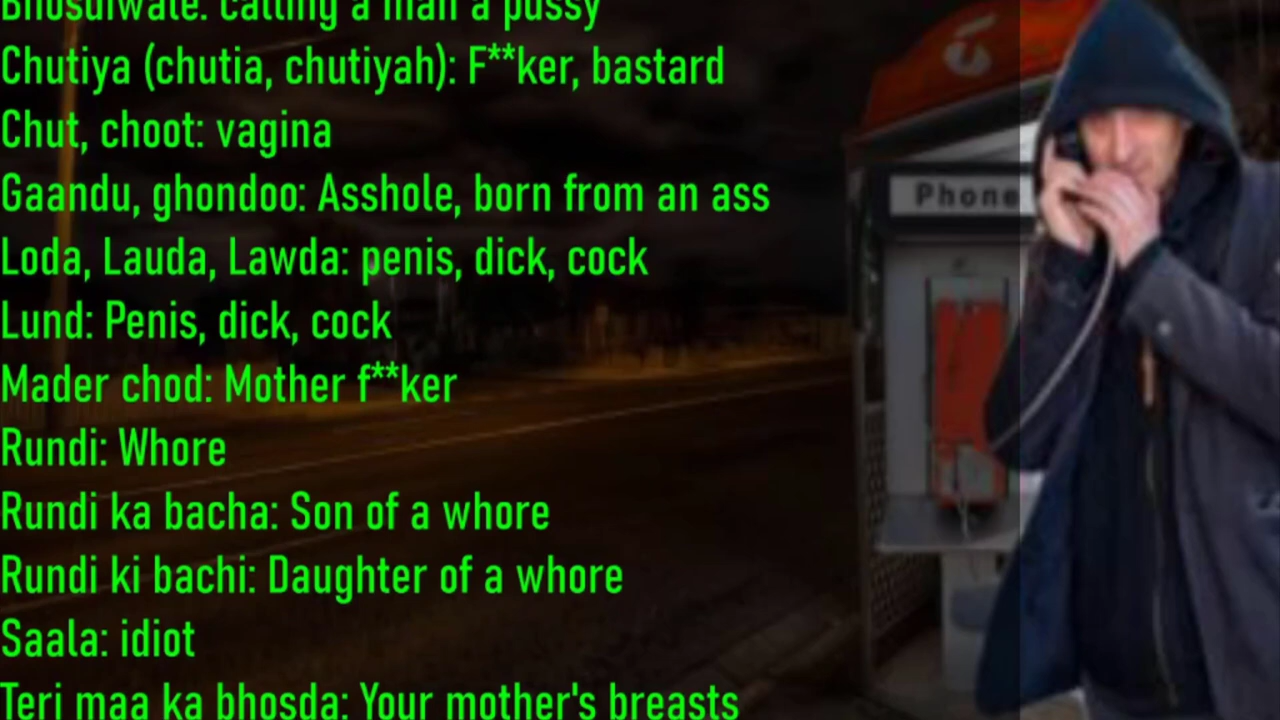 Bhosdiwale: calling a man a pussy
Chutiya (chutia, chutiyah): F**ker, bastard
Chut, choot: vagina
Gaandu, ghondoo: Asshole, born from an ass
Loda, Lauda, Lawda: penis, dick, cock
Lund: Penis, dick, cock
Mader chod: Mother f**ker
Rundi: Whore
Rundi ka bacha: Son of a whore
Rundi ki bachi: Daughter of a whore
Saala: idiot
Teri maa ka bhosda: Your mother's breasts
Phone